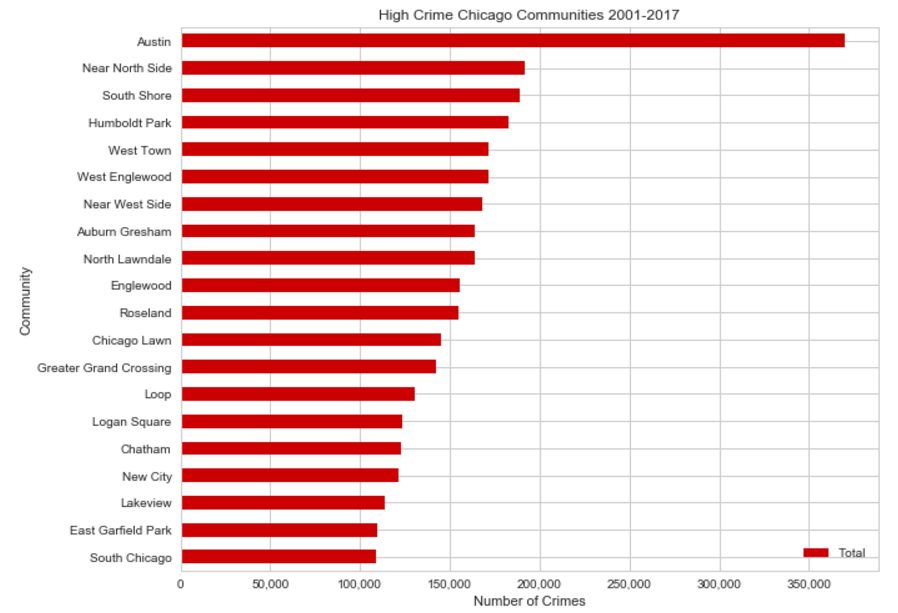 High Crime Chicago Communities 2001-2017
Community
Austin
Near North Side
South Shore
Humboldt Park
West Town
West Englewood
Near West Side
Auburn Gresham
North Lawndale
Englewood
Roseland
Chicago Lawn
Greater Grand Crossing
Loop
Logan Square
Chatham
New City
Lakeview
East Garfield Park
South Chicago
Total
0 50,000 100,000 150,000 200,000 250,000 300,000 350,000
Number of Crimes